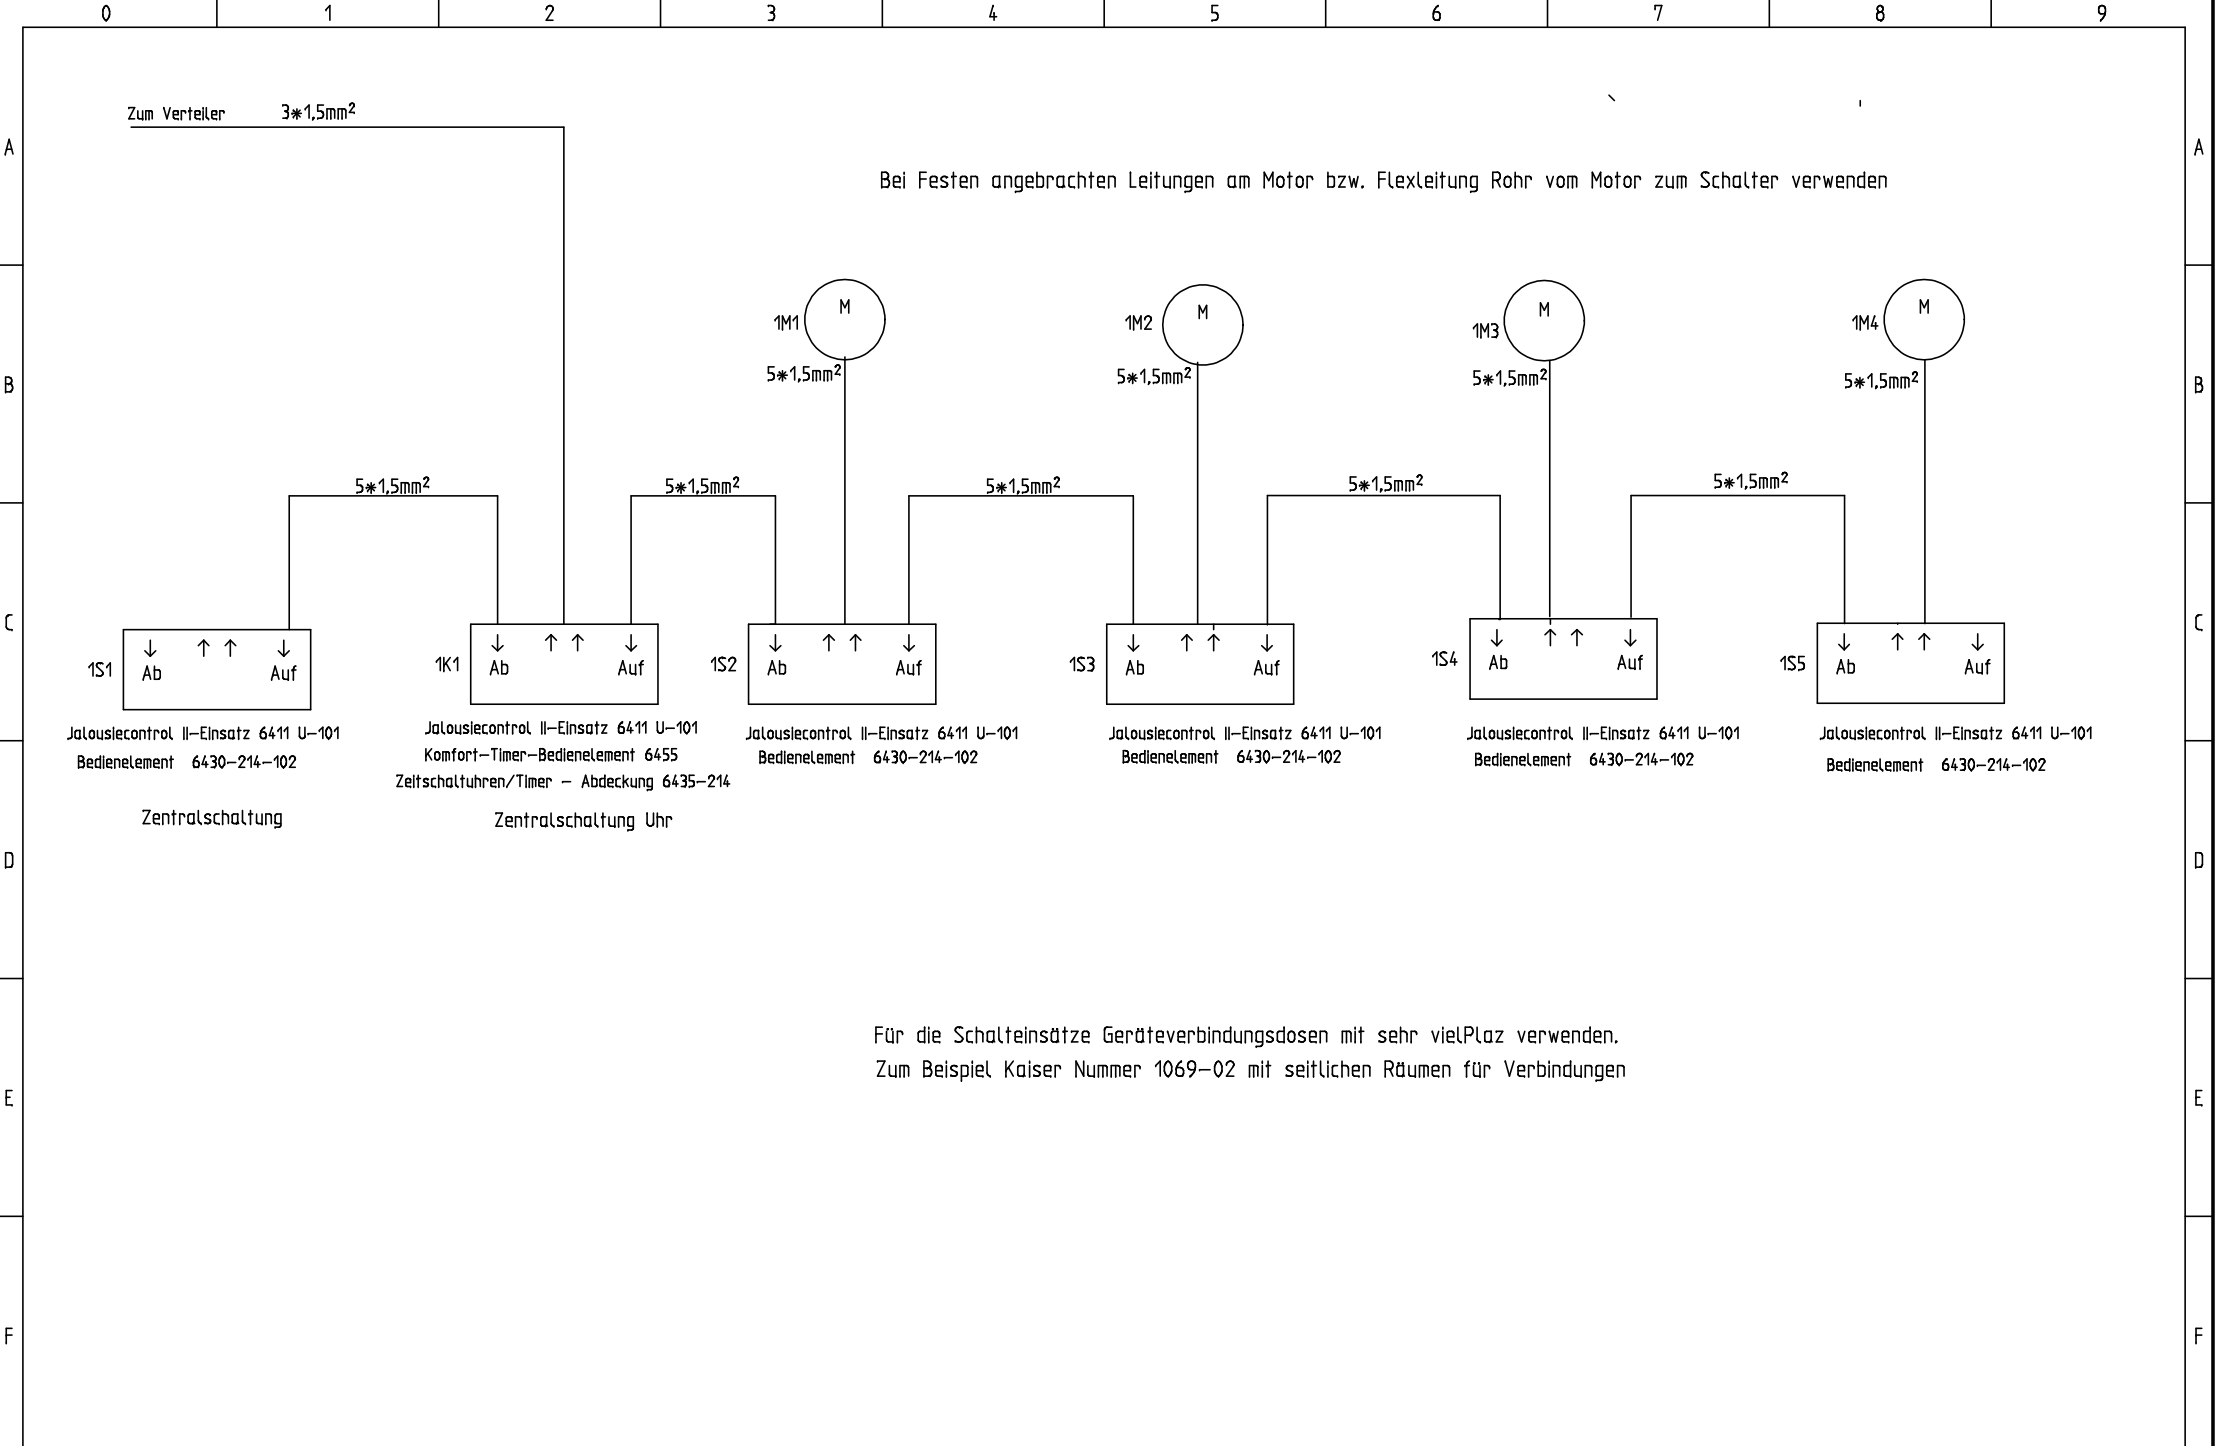 0 1 2 3 4 5 6 7 8 9
Zum Verteiler 3*1,5mm²
A A
Bei Festen angebrachten Leitungen am Motor bzw. Flexleitung Rohr vom Motor zum Schalter verwenden
M M M M
1M1 1M2 1M3 1M4
5*1,5mm² 5*1,5mm² 5*1,5mm² 5*1,5mm²
B B
5*1,5mm² 5*1,5mm² 5*1,5mm² 5*1,5mm² 5*1,5mm²
C C
↓ ↑ ↑ ↓ ↓ ↑ ↑ ↓ ↓ ↑ ↑ ↓ ↓ ↑ ↑ ↓ ↓ ↑ ↑ ↓ ↓ ↑ ↑ ↓
1S1 Ab Auf 1K1 Ab Auf 1S2 Ab Auf 1S3 Ab Auf 1S4 Ab Auf 1S5 Ab Auf
Jalousiecontrol II-Einsatz 6411 U-101
Bedienelement 6430-214-102
Zentralschaltung
Jalousiecontrol II-Einsatz 6411 U-101
Komfort-Timer-Bedienelement 6455
Zeitschaltuhren/Timer - Abdeckung 6435-214
Zentralschaltung Uhr
Jalousiecontrol II-Einsatz 6411 U-101
Bedienelement 6430-214-102
Jalousiecontrol II-Einsatz 6411 U-101
Bedienelement 6430-214-102
Jalousiecontrol II-Einsatz 6411 U-101
Bedienelement 6430-214-102
Jalousiecontrol II-Einsatz 6411 U-101
Bedienelement 6430-214-102
D D
Für die Schalteinsätze Geräteverbindungsdosen mit sehr vielPlaz verwenden.
Zum Beispiel Kaiser Nummer 1069-02 mit seitlichen Räumen für Verbindungen
E E
F F